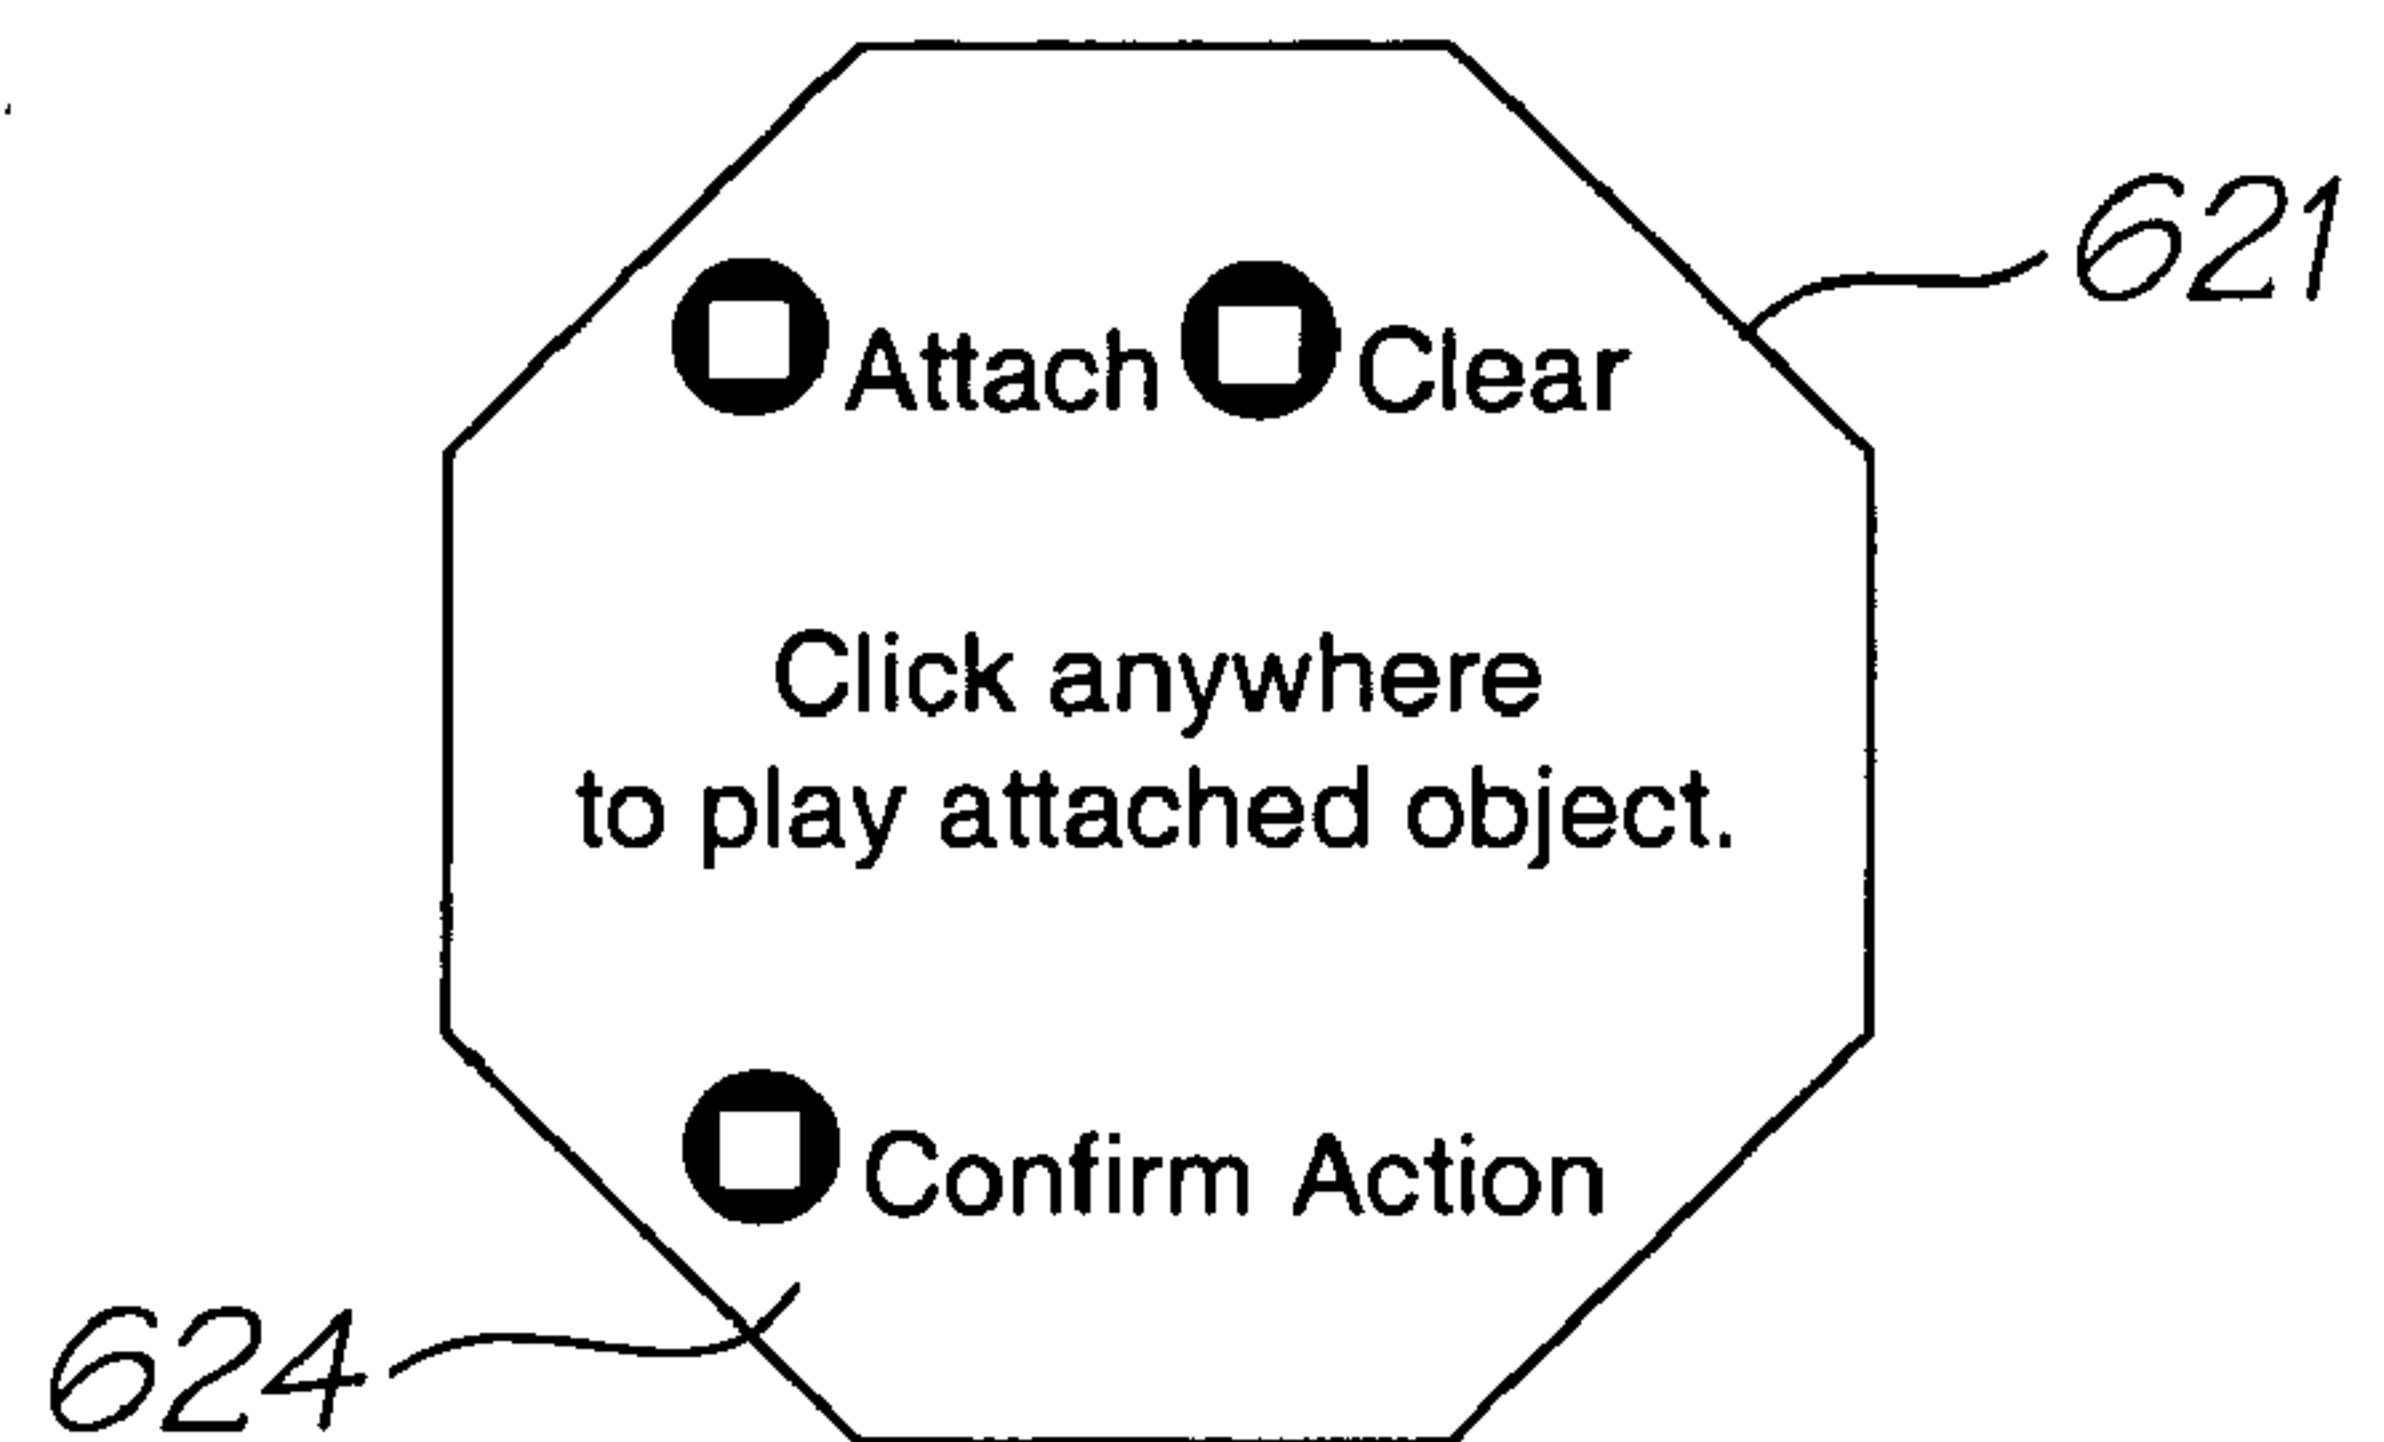 621
Attach Clear
Click anywhere
to play attached object.
Confirm Action
624